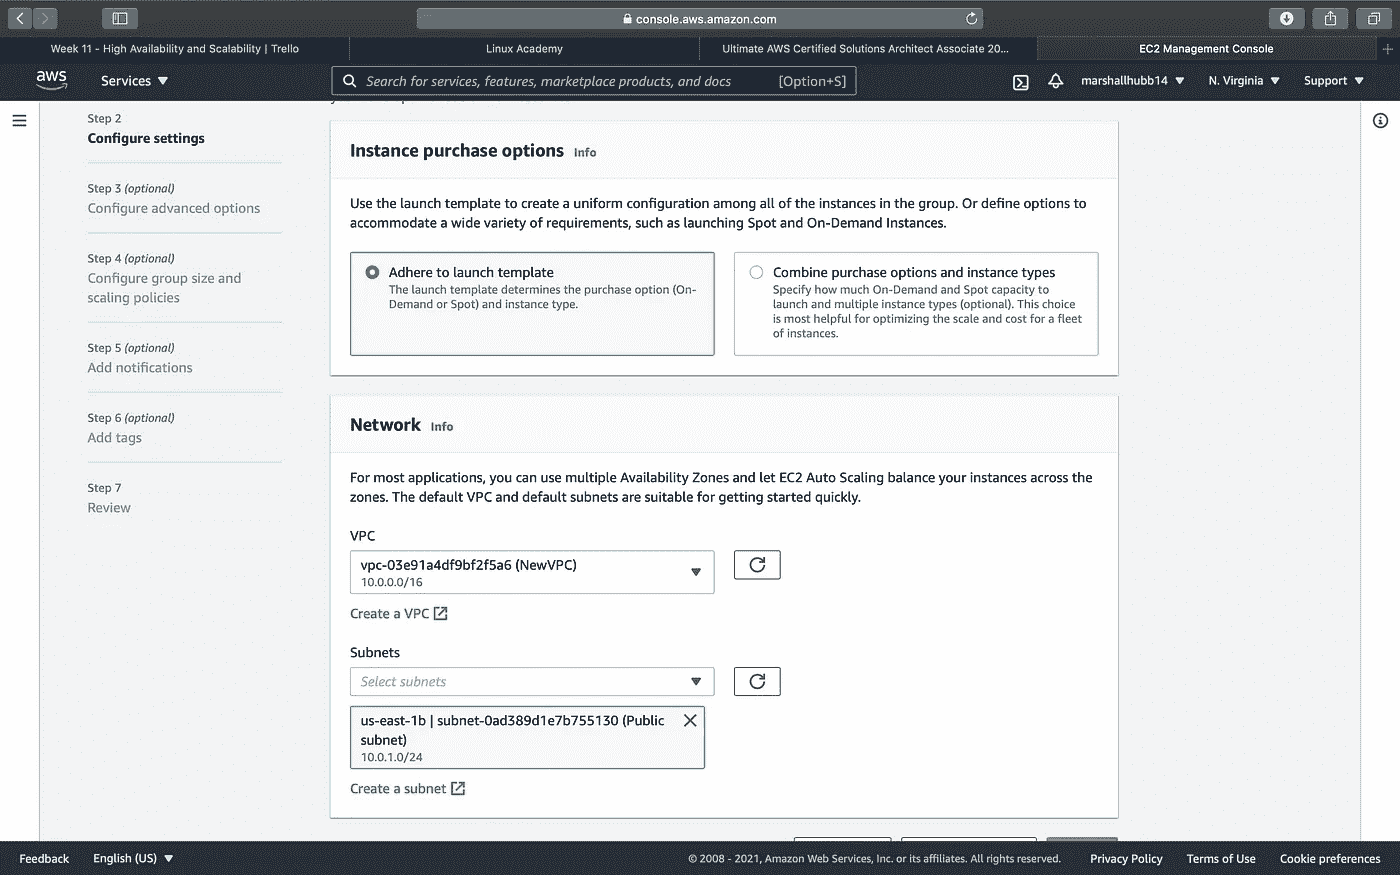 console.aws.amazon.com
Week 11 - High Availability and Scalability | Trello
Linux Academy
Ultimate AWS Certified Solutions Architect Associate 20...
EC2 Management Console
aws
Services
Search for services, features, marketplace products, and docs
[Option+S]
marshallhubb14
N. Virginia
Support
Step 2
Configure settings
Step 3 (optional)
Configure advanced options
Step 4 (optional)
Configure group size and
scaling policies
Step 5 (optional)
Add notifications
Step 6 (optional)
Add tags
Step 7
Review
Instance purchase options Info
Use the launch template to create a uniform configuration among all of the instances in the group. Or define options to
accommodate a wide variety of requirements, such as launching Spot and On-Demand Instances.
Adhere to launch template
The launch template determines the purchase option (On-
Demand or Spot) and instance type.
Combine purchase options and instance types
Specify how much On-Demand and Spot capacity to
launch and multiple instance types (optional). This choice
is most helpful for optimizing the scale and cost for a fleet
of instances.
Network Info
For most applications, you can use multiple Availability Zones and let EC2 Auto Scaling balance your instances across the
zones. The default VPC and default subnets are suitable for getting started quickly.
VPC
vpc-03e91a4df9bf2f5a6 (NewVPC)
10.0.0.0/16
Create a VPC
Subnets
Select subnets
us-east-1b | subnet-0ad389d1e7b755130 (Public
subnet)
10.0.1.0/24
Create a subnet
Feedback
English (US)
© 2008 - 2021, Amazon Web Services, Inc. or its affiliates. All rights reserved.
Privacy Policy
Terms of Use
Cookie preferences